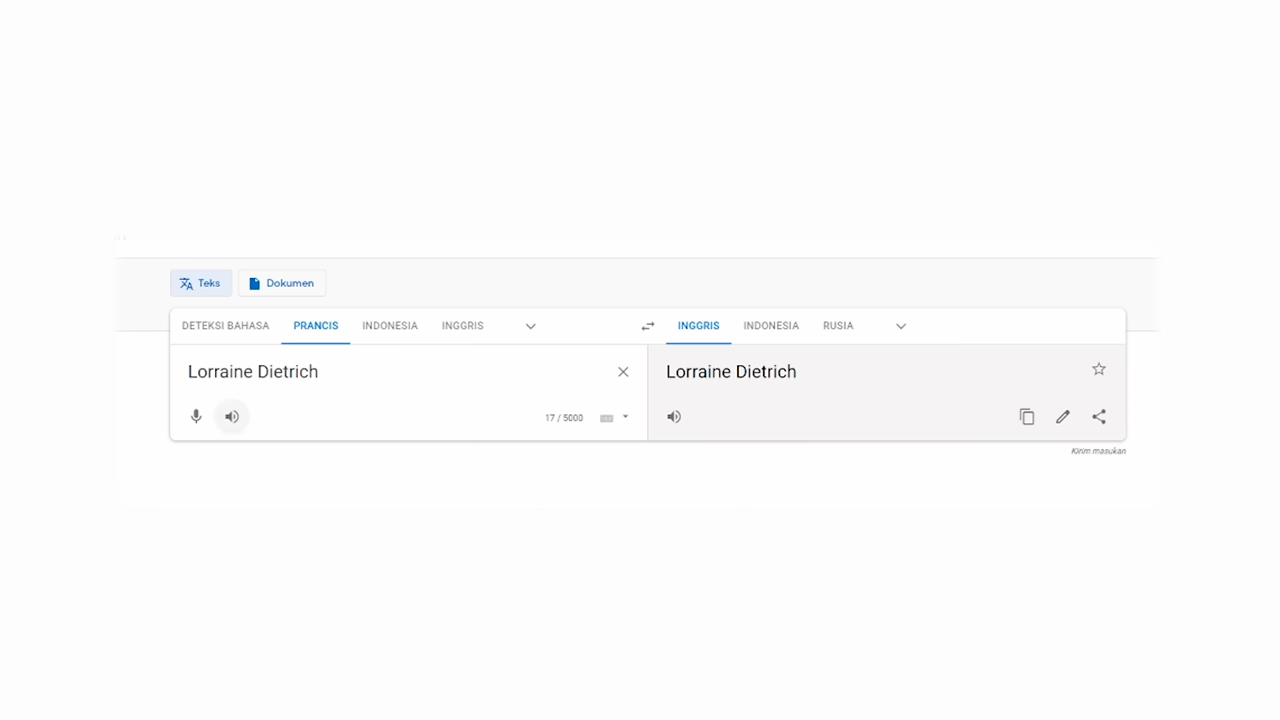 Teks Dokumen
DETEKSI BAHASA PRANCIS INDONESIA INGGRIS INGGRIS INDONESIA RUSIA
Lorraine Dietrich Lorraine Dietrich
17 / 5000
Kirim masukan